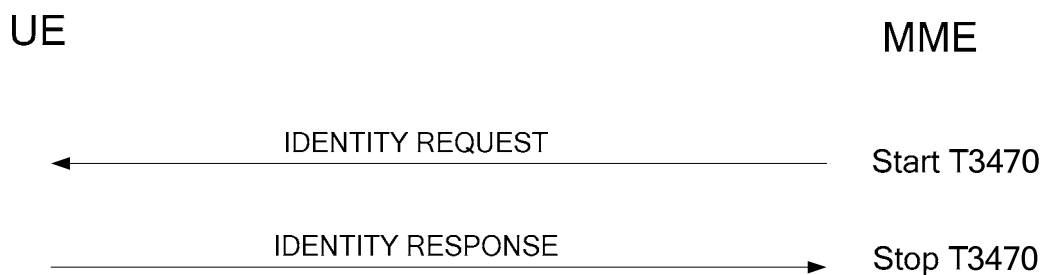 UE
MME
IDENTITY REQUEST
Start T3470
IDENTITY RESPONSE
Stop T3470